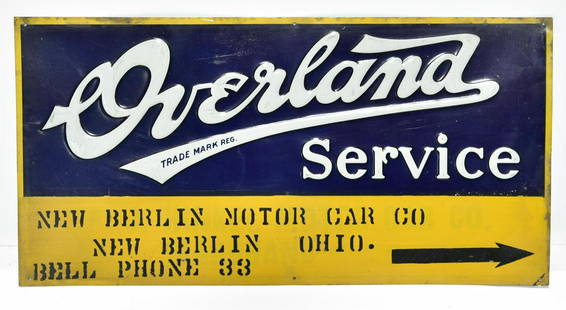 Overland
TRADE MARK REG.
Service
NEW BERLIN MOTOR CAR CO
NEW BERLIN OHIO.
BELL PHONE 33